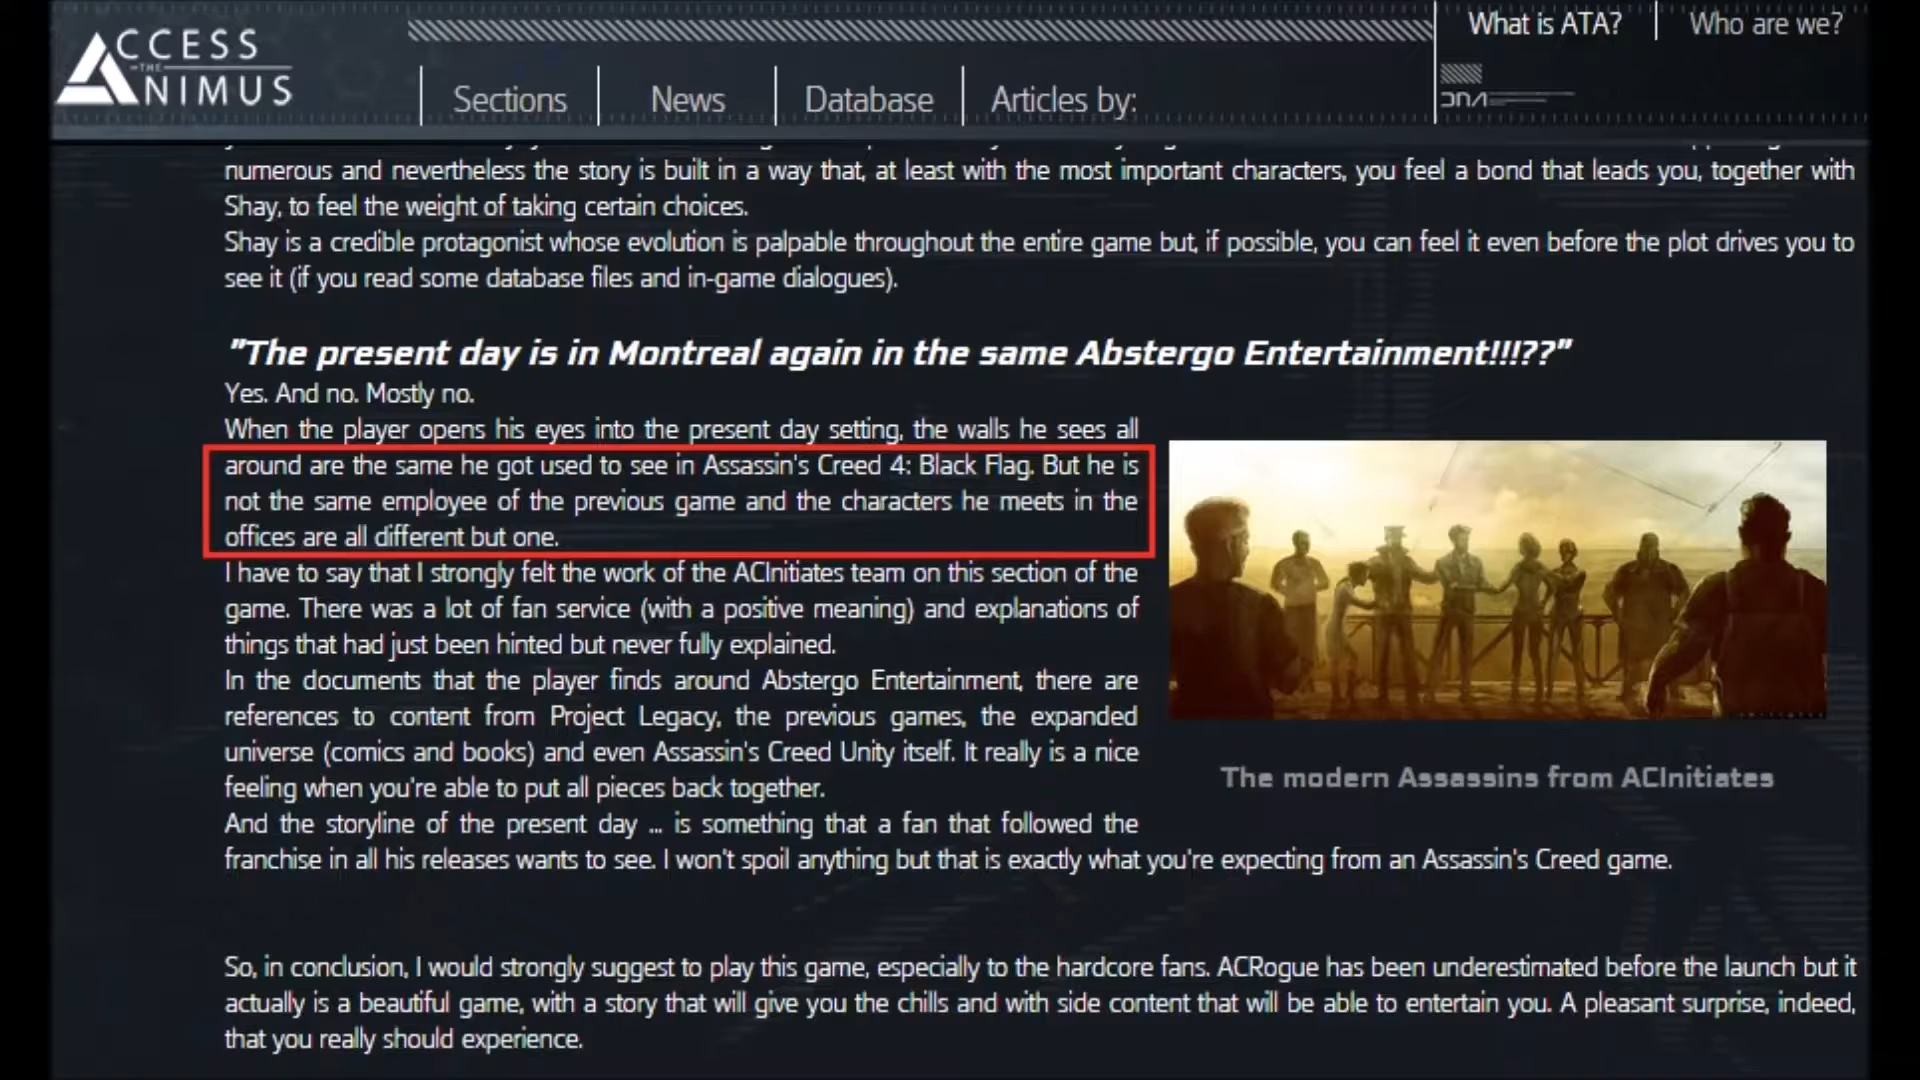 ACCESS
THE
ANIMUS
Sections
News
Database
Articles by:
What is ATA?
Who are we?
DNA
numerous and nevertheless the story is built in a way that, at least with the most important characters, you feel a bond that leads you, together with
Shay, to feel the weight of taking certain choices.
Shay is a credible protagonist whose evolution is palpable throughout the entire game but, if possible, you can feel it even before the plot drives you to
see it (if you read some database files and in-game dialogues).
"The present day is in Montreal again in the same Abstergo Entertainment!!!??"
Yes. And no. Mostly no.
When the player opens his eyes into the present day setting, the walls he sees all
around are the same he got used to see in Assassin's Creed 4: Black Flag. But he is
not the same employee of the previous game and the characters he meets in the
offices are all different but one.
I have to say that I strongly felt the work of the ACInitiates team on this section of the
game. There was a lot of fan service (with a positive meaning) and explanations of
things that had just been hinted but never fully explained.
In the documents that the player finds around Abstergo Entertainment, there are
references to content from Project Legacy, the previous games, the expanded
universe (comics and books) and even Assassin's Creed Unity itself. It really is a nice
feeling when you're able to put all pieces back together.
And the storyline of the present day ... is something that a fan that followed the
franchise in all his releases wants to see. I won't spoil anything but that is exactly what you're expecting from an Assassin's Creed game.
The modern Assassins from ACInitiates
So, in conclusion, I would strongly suggest to play this game, especially to the hardcore fans. ACRogue has been underestimated before the launch but it
actually is a beautiful game, with a story that will give you the chills and with side content that will be able to entertain you. A pleasant surprise, indeed,
that you really should experience.